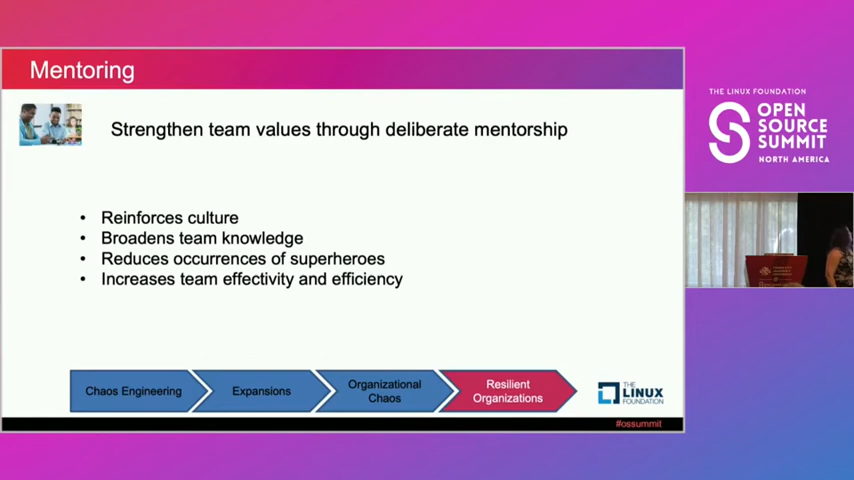 Mentoring
Strengthen team values through deliberate mentorship
• Reinforces culture
• Broadens team knowledge
• Reduces occurrences of superheroes
• Increases team effectivity and efficiency
Chaos Engineering
Expansions
Organizational
Chaos
Resilient
Organizations
THE
LINUX
FOUNDATION
#ossummit
THE LINUX FOUNDATION
OPEN
SOURCE
SUMMIT
NORTH AMERICA